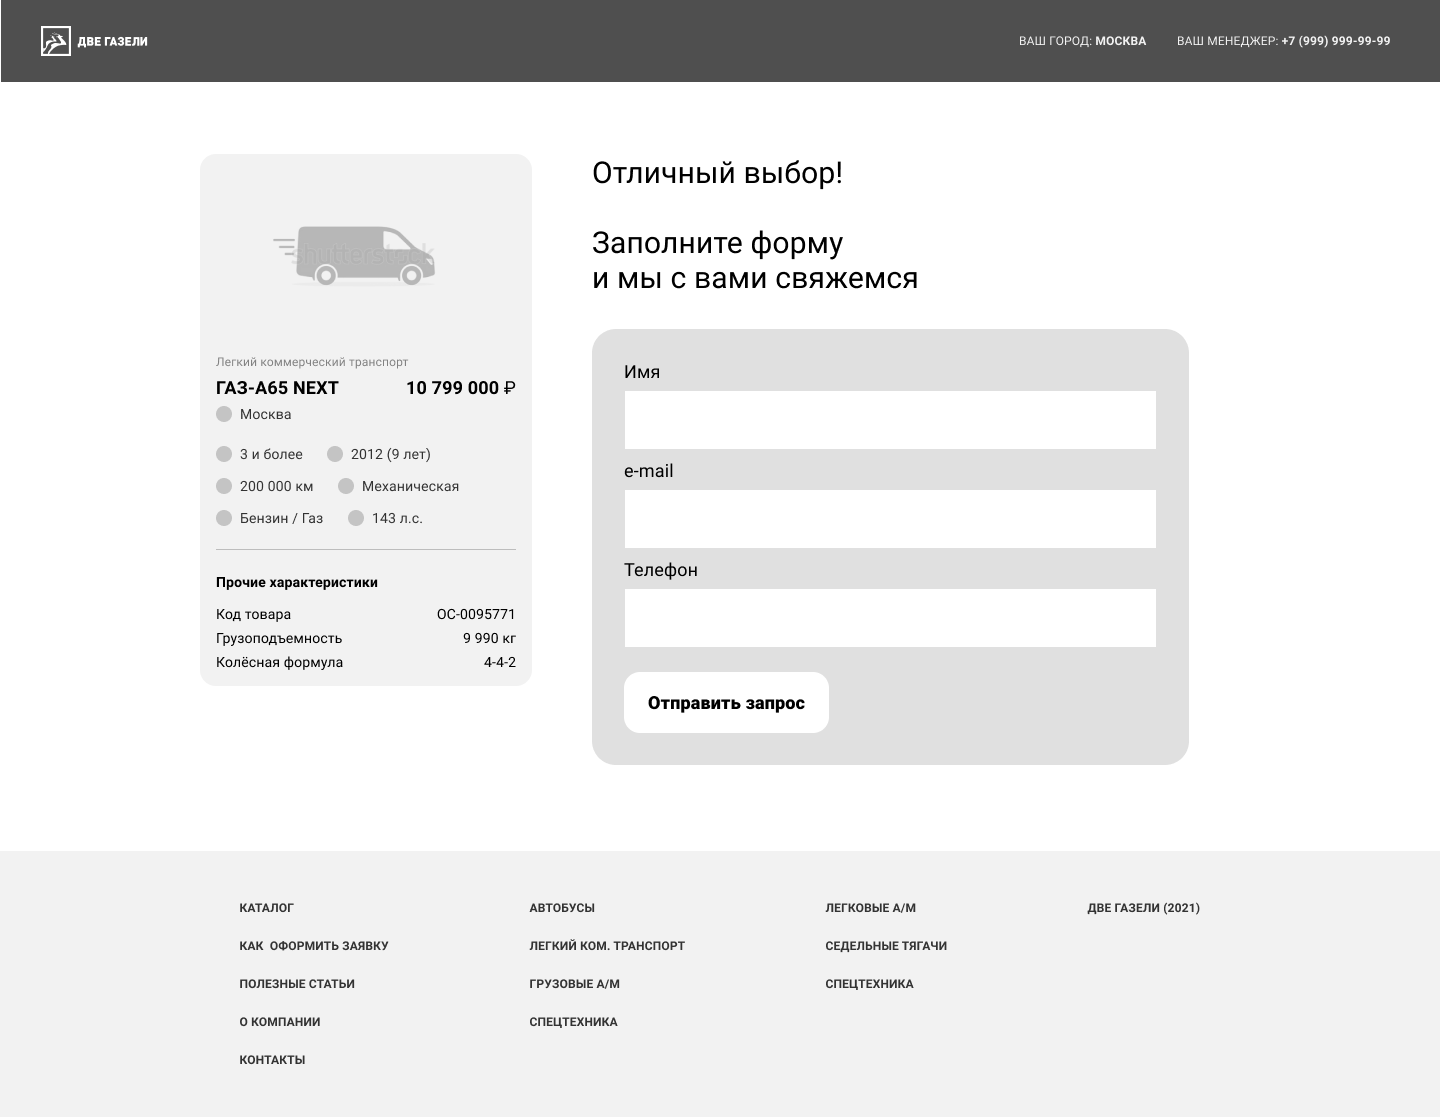 ДВЕ ГАЗЕЛИ
ВАШ ГОРОД: МОСКВА
ВАШ МЕНЕДЖЕР: +7 (999) 999-99-99
shutterstock
Легкий коммерческий транспорт
ГАЗ-А65 NEXT 10 799 000 ₽
Москва
3 и более 2012 (9 лет)
200 000 км Механическая
Бензин / Газ 143 л.с.
Прочие характеристики
Код товара ОС-0095771
Грузоподъемность 9 990 кг
Колёсная формула 4-4-2
Отличный выбор!
Заполните форму
и мы с вами свяжемся
Имя
e-mail
Телефон
Отправить запрос
КАТАЛОГ
КАК  ОФОРМИТЬ ЗАЯВКУ
ПОЛЕЗНЫЕ СТАТЬИ
О КОМПАНИИ
КОНТАКТЫ
АВТОБУСЫ
ЛЕГКИЙ КОМ. ТРАНСПОРТ
ГРУЗОВЫЕ А/М
СПЕЦТЕХНИКА
ЛЕГКОВЫЕ А/М
СЕДЕЛЬНЫЕ ТЯГАЧИ
СПЕЦТЕХНИКА
ДВЕ ГАЗЕЛИ (2021)